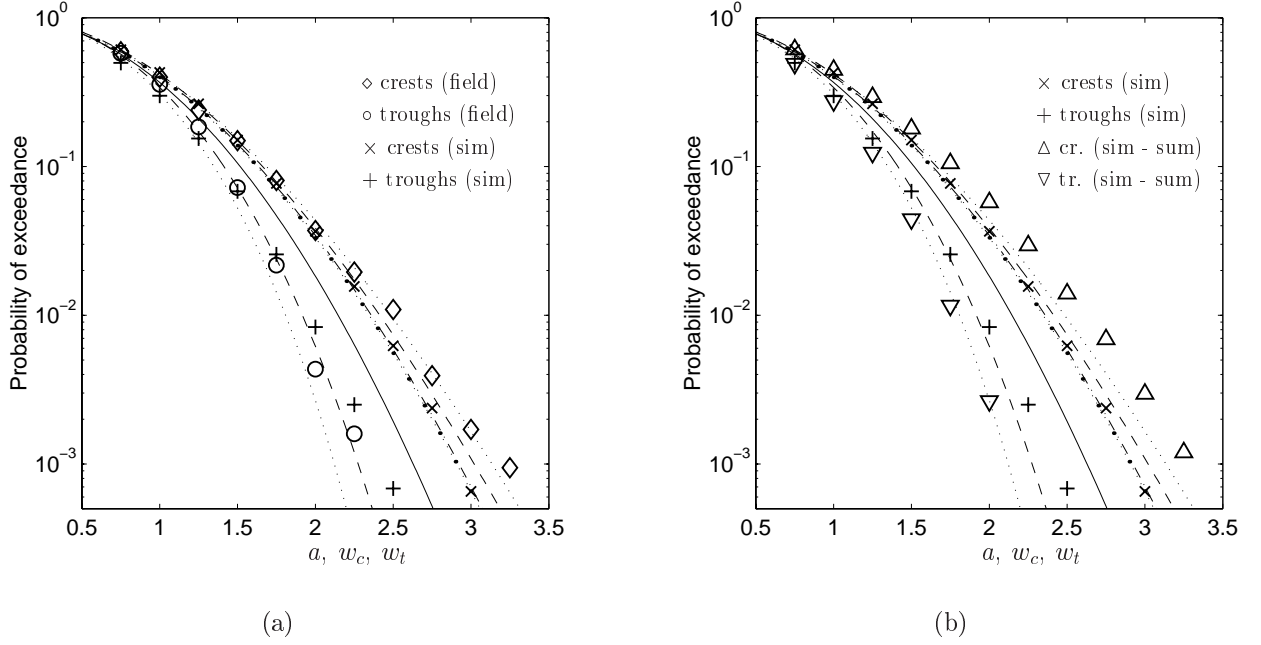 10^0
10^-1
10^-2
10^-3
Probability of exceedance
◇ crests (field)
○ troughs (field)
× crests (sim)
+ troughs (sim)
0.5 1 1.5 2 2.5 3 3.5
a, w_c, w_t
(a)
10^0
10^-1
10^-2
10^-3
Probability of exceedance
× crests (sim)
+ troughs (sim)
△ cr. (sim - sum)
▽ tr. (sim - sum)
0.5 1 1.5 2 2.5 3 3.5
a, w_c, w_t
(b)